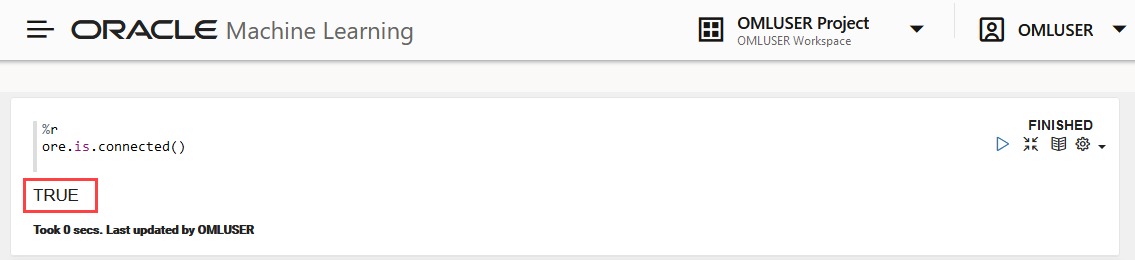 ORACLE Machine Learning
OMLUSER Project
OMLUSER Workspace
OMLUSER
%r
ore.is.connected()
FINISHED
TRUE
Took 0 secs. Last updated by OMLUSER